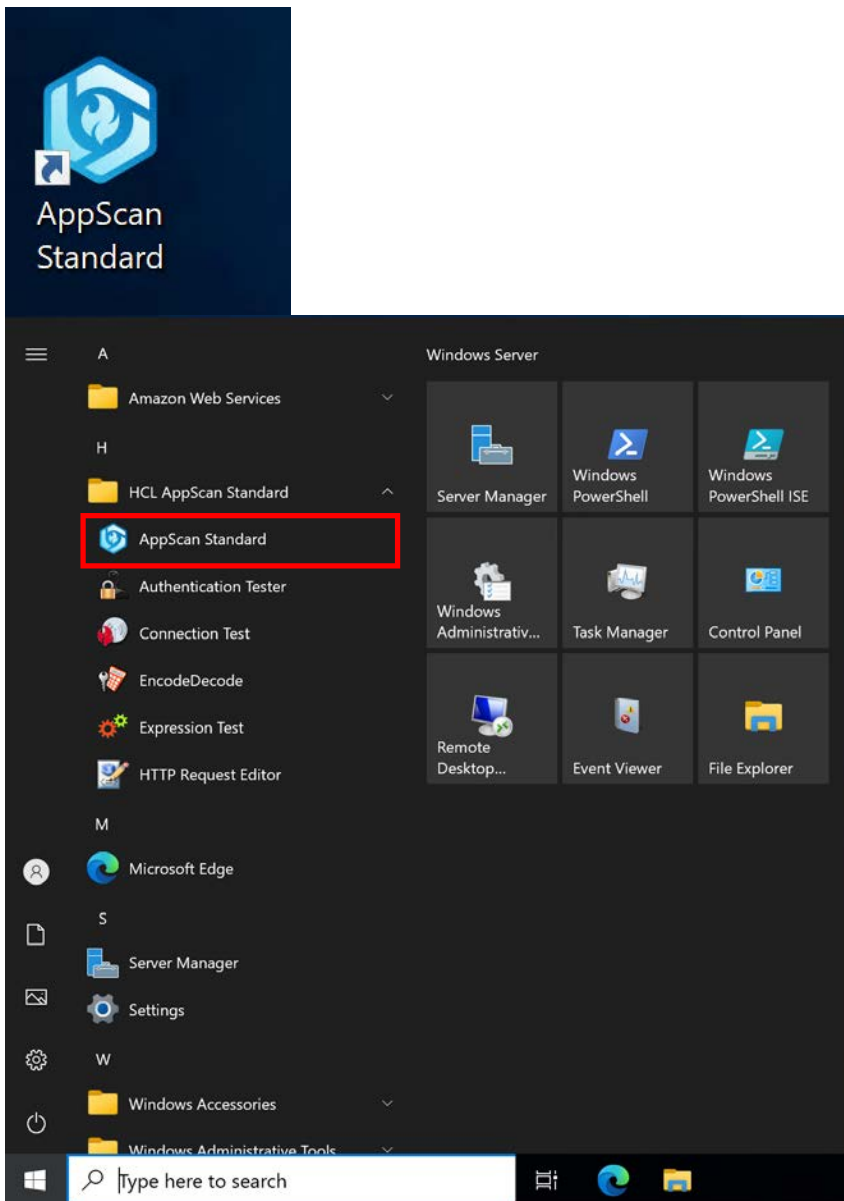 AppScan
Standard
A
Amazon Web Services
H
HCL AppScan Standard
AppScan Standard
Authentication Tester
Connection Test
EncodeDecode
Expression Test
HTTP Request Editor
M
Microsoft Edge
S
Server Manager
Settings
W
Windows Accessories
Windows Administrative Tools
Windows Server
Server Manager
Windows
PowerShell
Windows
PowerShell ISE
Windows
Administrativ...
Task Manager
Control Panel
Remote
Desktop...
Event Viewer
File Explorer
Type here to search